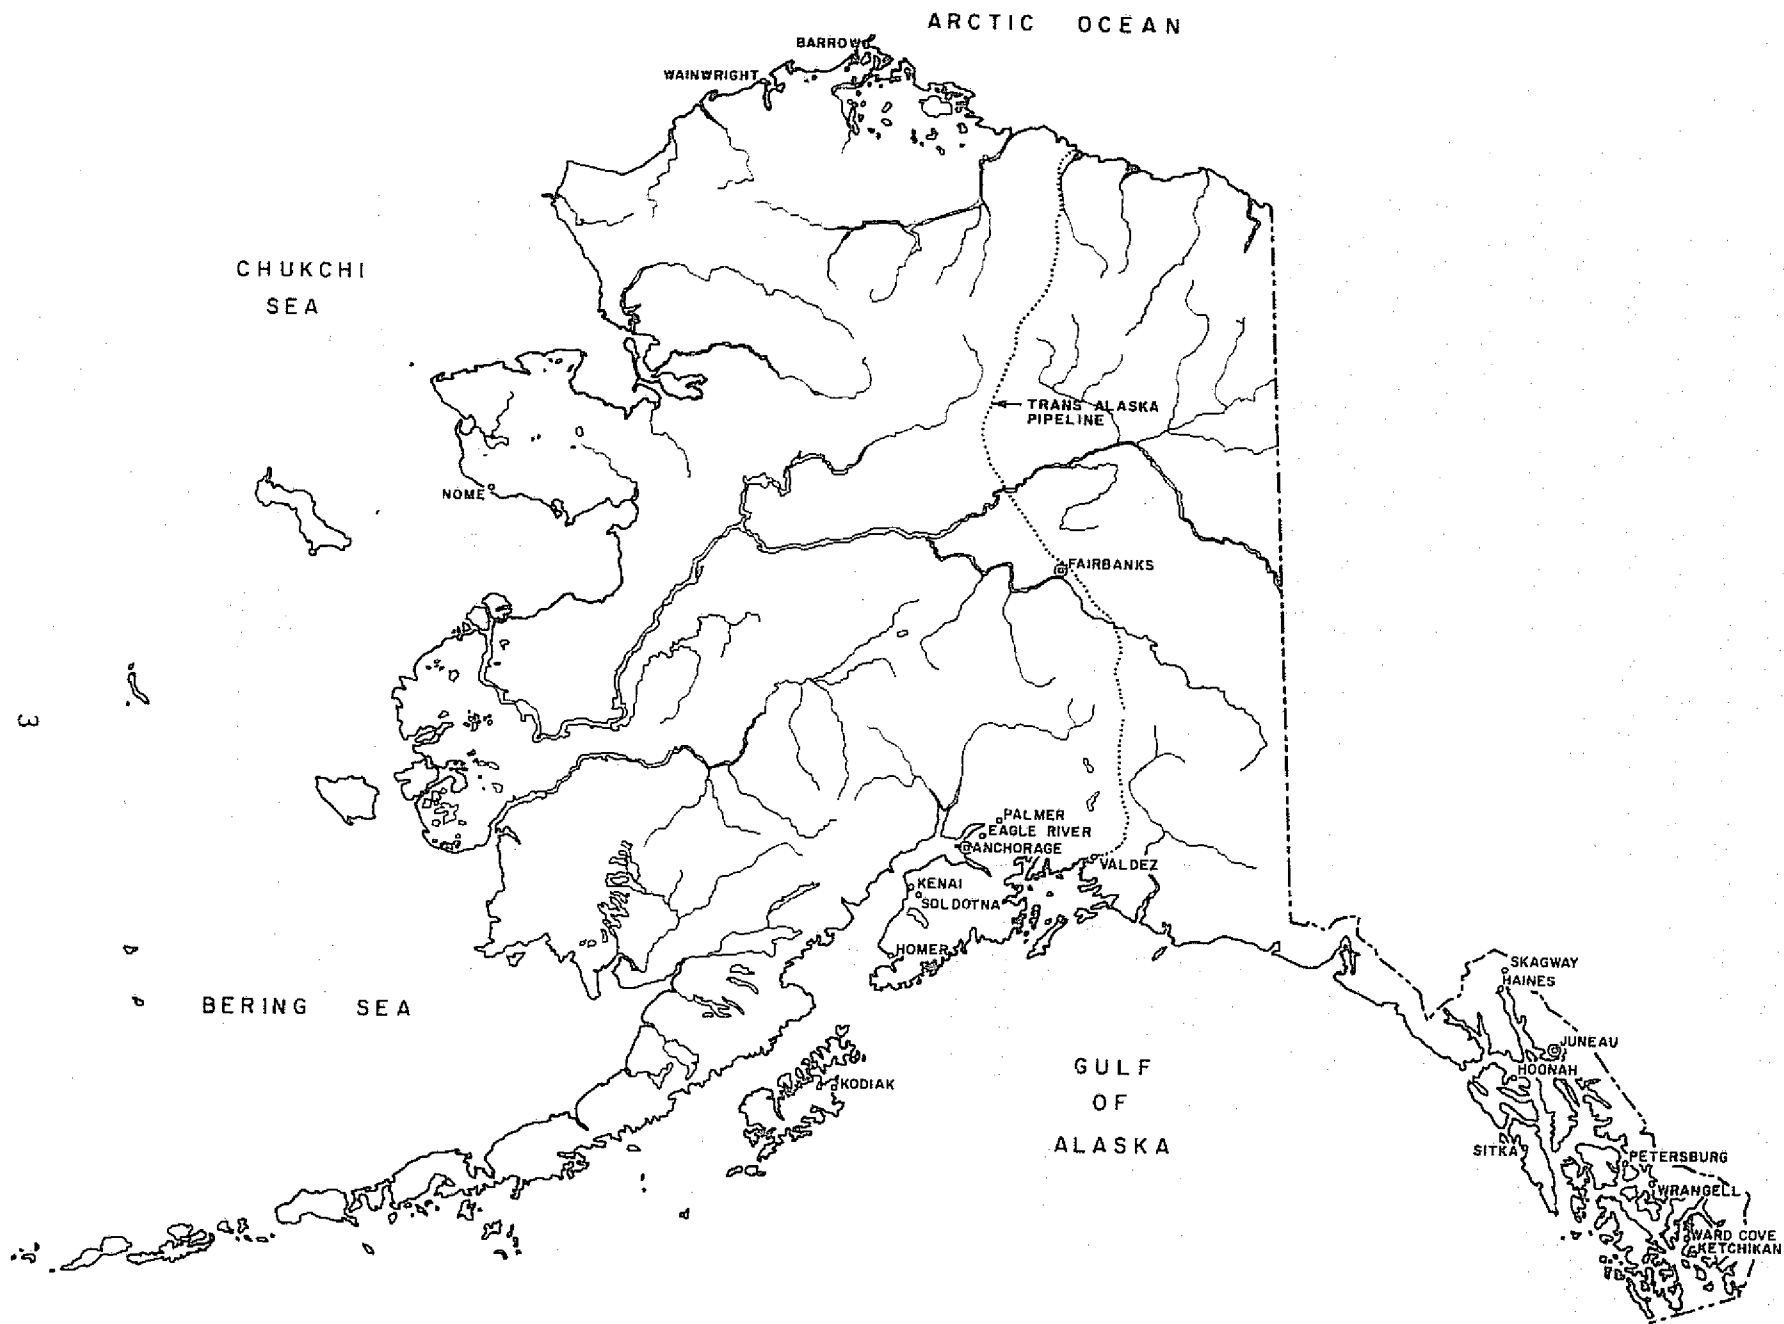 ARCTIC OCEAN
BARROW
WAINWRIGHT
CHUKCHI
SEA
TRANS ALASKA
PIPELINE
NOME
FAIRBANKS
3
PALMER
EAGLE RIVER
ANCHORAGE
VALDEZ
KENAI
SOLDOTNA
HOMER
SKAGWAY
HAINES
BERING SEA
JUNEAU
HOONAH
GULF
OF
ALASKA
KODIAK
SITKA
PETERSBURG
WRANGELL
WARD COVE
KETCHIKAN